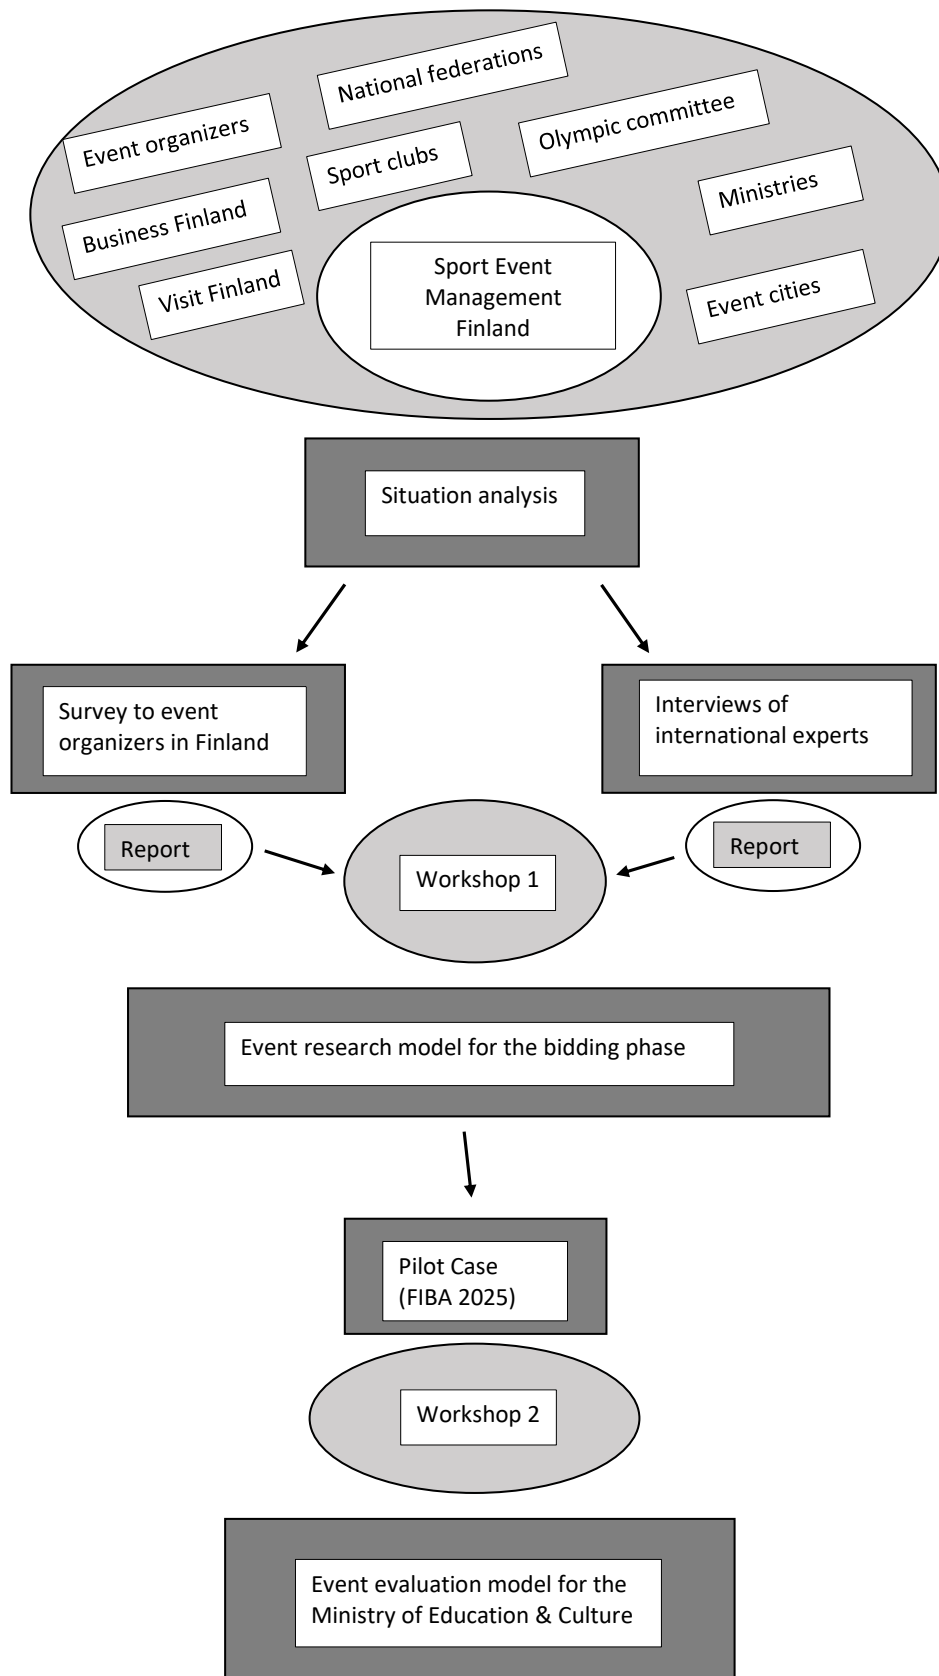 National federations
Event organizers
Olympic committee
Sport clubs
Ministries
Business Finland
Visit Finland
Sport Event
Management
Finland
Event cities
Situation analysis
Survey to event
organizers in Finland
Interviews of
international experts
Report
Report
Workshop 1
Event research model for the bidding phase
Pilot Case
(FIBA 2025)
Workshop 2
Event evaluation model for the
Ministry of Education & Culture